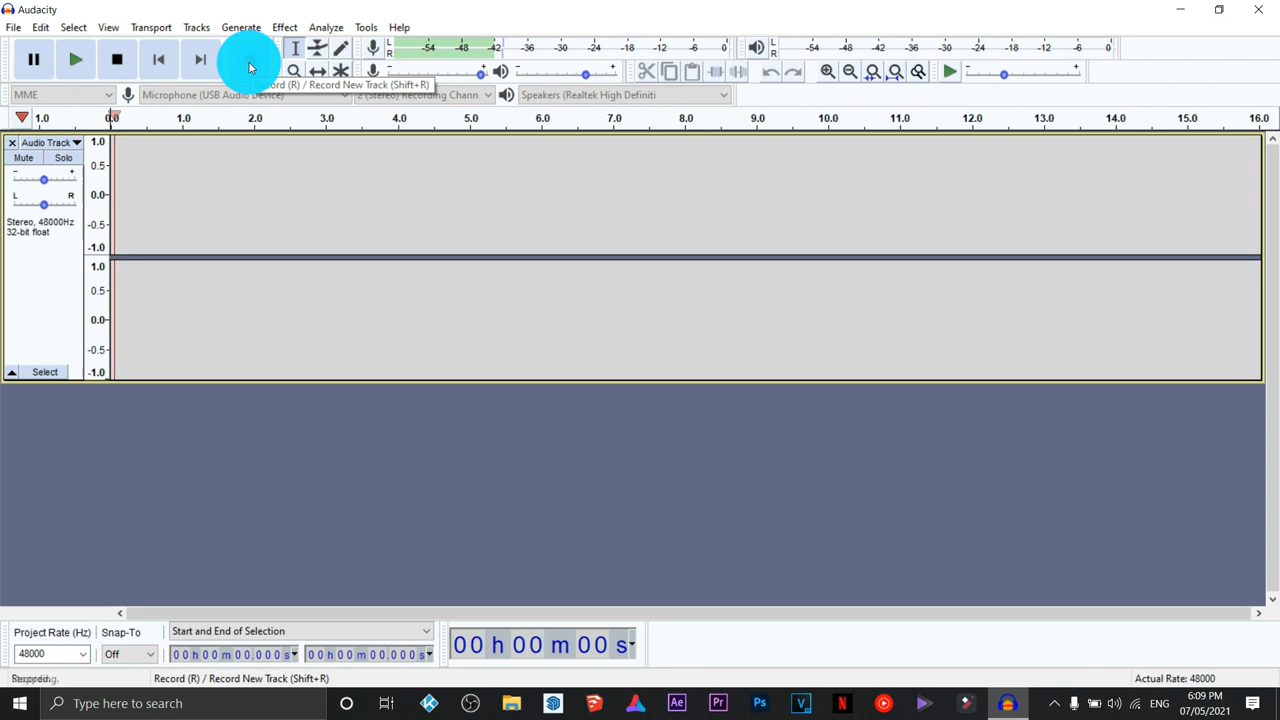 Audacity
File Edit Select View Transport Tracks Generate Effect Analyze Tools Help
L R -54 -48 -42 -36 -30 -24 -18 -12 -6 0 L R -54 -48 -42 -36 -30 -24 -18 -12 -6 0
- + - + - +
cord (R) / Record New Track (Shift+R)
MME Microphone (USB Audio Device) 2 (Stereo) Recording Chann Speakers (Realtek High Definiti
1.0 0.0 1.0 2.0 3.0 4.0 5.0 6.0 7.0 8.0 9.0 10.0 11.0 12.0 13.0 14.0 15.0 16.0
Audio Track 1.0
Mute Solo 0.5
- + 0.0
L R -0.5
Stereo, 48000Hz
32-bit float
-1.0
1.0
0.5
0.0
-0.5
Select -1.0
Project Rate (Hz) Snap-To Start and End of Selection
48000 Off 00 h 00 m 00.000 s 00 h 00 m 00.000 s 00 h 00 m 00 s
Record (R) / Record New Track (Shift+R) Actual Rate: 48000
Type here to search Ae Pr Ps V N ENG 6:09 PM
07/05/2021